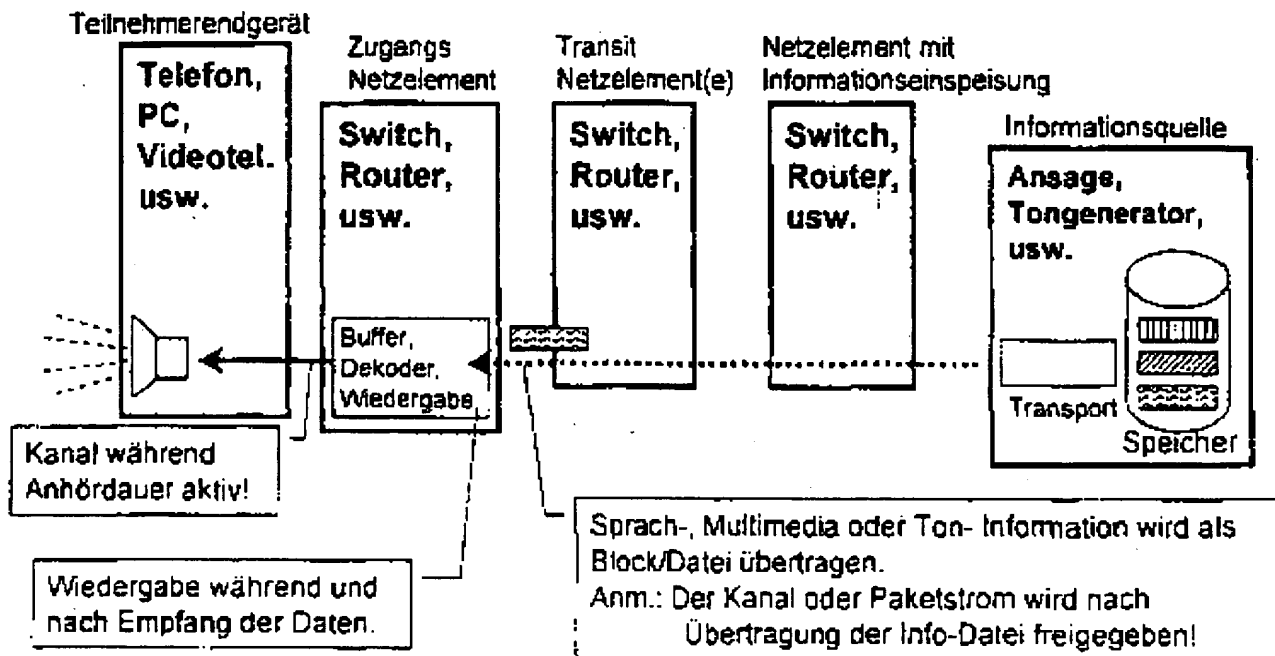 Teilnehmerendgerät
Telefon,
PC,
Videotel.
usw.
Zugangs
Netzelement
Switch,
Router,
usw.
Buffer,
Dekoder,
Wiedergabe
Transit
Netzelement(e)
Switch,
Router,
usw.
Netzelement mit
Informationseinspeisung
Switch,
Router,
usw.
Informationsquelle
Ansage,
Tongenerator,
usw.
Transport
Speicher
Kanal während
Anhördauer aktiv!
Wiedergabe während und
nach Empfang der Daten.
Sprach-, Multimedia oder Ton- Information wird als
Block/Datei übertragen.
Anm.: Der Kanal oder Paketstrom wird nach
Übertragung der Info-Datei freigegeben!